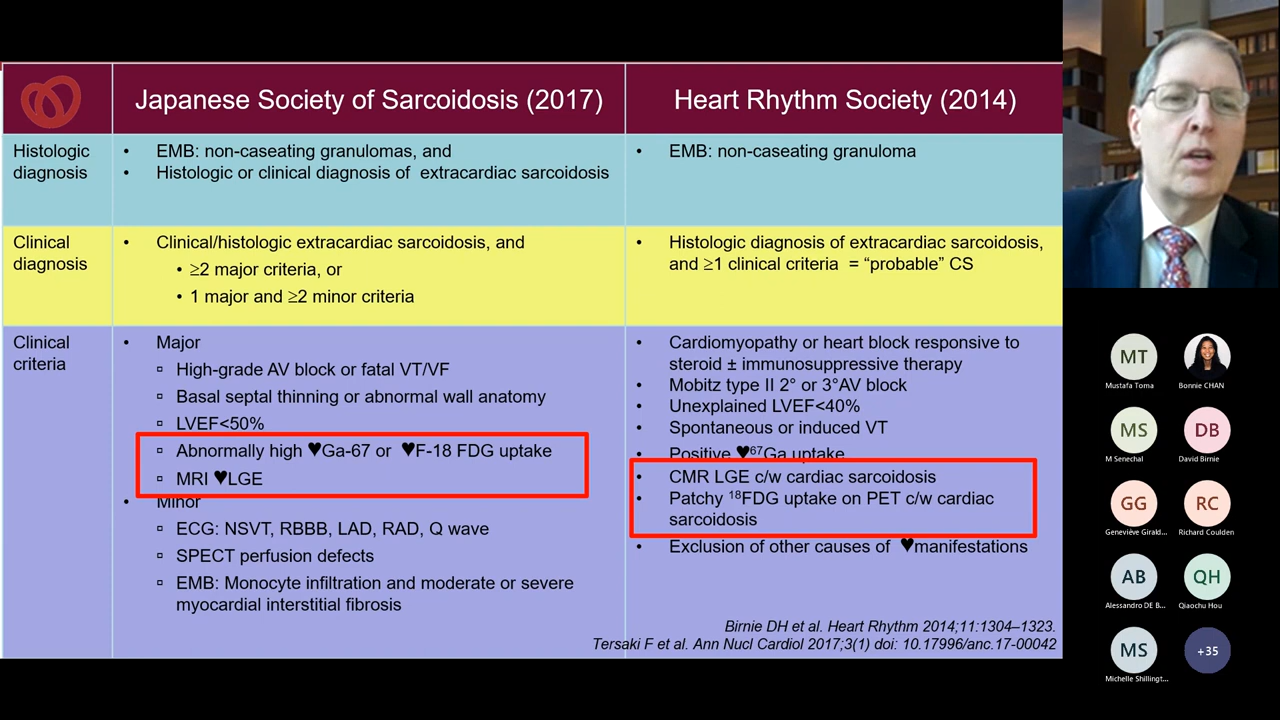 Japanese Society of Sarcoidosis (2017)
Heart Rhythm Society (2014)
Histologic
diagnosis
• EMB: non-caseating granulomas, and
• Histologic or clinical diagnosis of extracardiac sarcoidosis
• EMB: non-caseating granuloma
Clinical
diagnosis
• Clinical/histologic extracardiac sarcoidosis, and
• ≥2 major criteria, or
• 1 major and ≥2 minor criteria
• Histologic diagnosis of extracardiac sarcoidosis,
and ≥1 clinical criteria = “probable” CS
Clinical
criteria
• Major
▫ High-grade AV block or fatal VT/VF
▫ Basal septal thinning or abnormal wall anatomy
▫ LVEF<50%
▫ Abnormally high ♥Ga-67 or ♥F-18 FDG uptake
▫ MRI ♥LGE
• Minor
▫ ECG: NSVT, RBBB, LAD, RAD, Q wave
▫ SPECT perfusion defects
▫ EMB: Monocyte infiltration and moderate or severe
myocardial interstitial fibrosis
• Cardiomyopathy or heart block responsive to
steroid ± immunosuppressive therapy
• Mobitz type II 2° or 3°AV block
• Unexplained LVEF<40%
• Spontaneous or induced VT
• Positive ♥⁶⁷Ga uptake
• CMR LGE c/w cardiac sarcoidosis
• Patchy ¹⁸FDG uptake on PET c/w cardiac
sarcoidosis
• Exclusion of other causes of ♥manifestations
Birnie DH et al. Heart Rhythm 2014;11:1304–1323.
Tersaki F et al. Ann Nucl Cardiol 2017;3(1) doi: 10.17996/anc.17-00042
MT
Mustafa Toma
Bonnie CHAN
MS
M Senechal
DB
David Birnie
GG
Geneviève Girald...
RC
Richard Coulden
AB
Alessandro DE B...
QH
Qiaochu Hou
MS
Michelle Shillingt...
+35